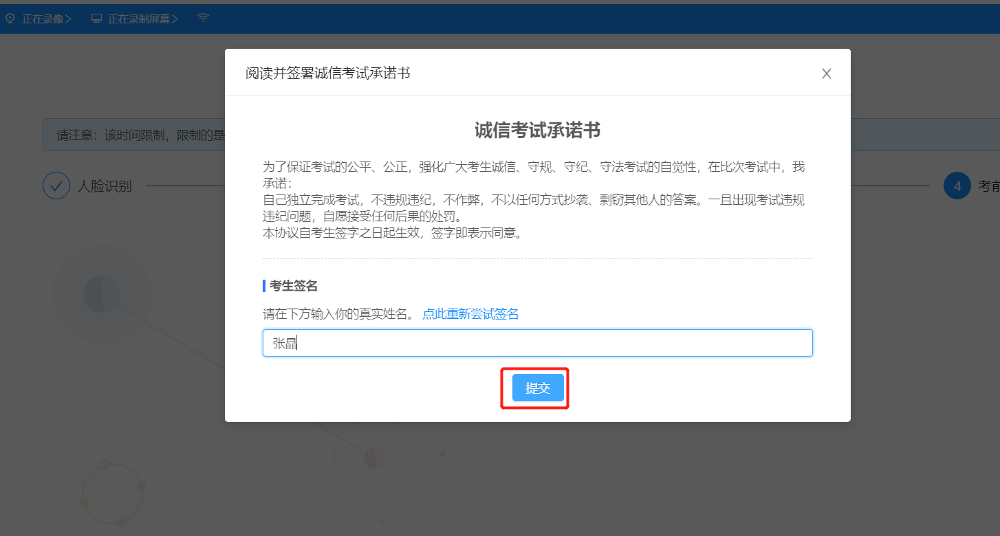 正在录像> 正在录制屏幕>
阅读并签署诚信考试承诺书
诚信考试承诺书
请注意：该时间限制，限制的是
为了保证考试的公平、公正，强化广大考生诚信、守规、守纪、守法考试的自觉性，在比次考试中，我
承诺：
人脸识别
4 考前
自己独立完成考试，不违规违纪，不作弊，不以任何方式抄袭、剽窃其他人的答案。一旦出现考试违规
违纪问题，自愿接受任何后果的处罚。
本协议自考生签字之日起生效，签字即表示同意。
考生签名
请在下方输入你的真实姓名。 点此重新尝试签名
张晶
提交